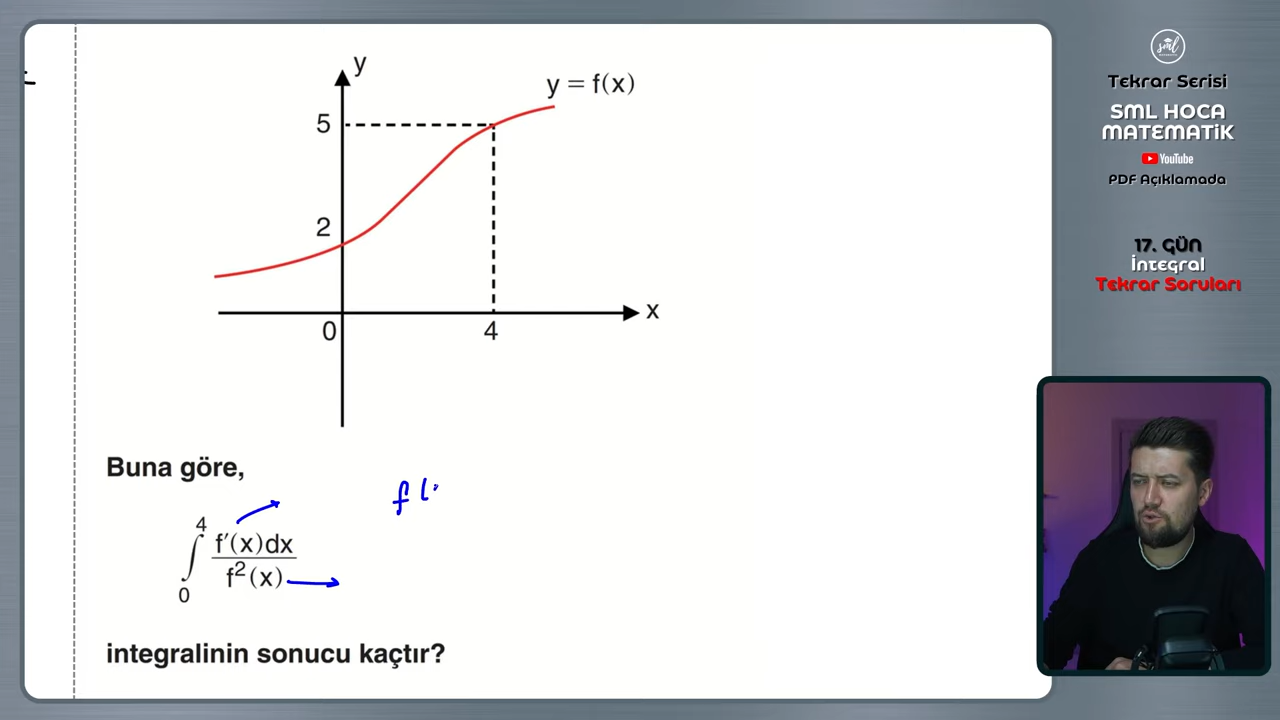 y
y = f(x)
5
2
0
4
x
Buna göre,
f (
4
f′(x)dx
f²(x)
0
integralinin sonucu kaçtır?
sml
Tekrar Serisi
SML HOCA
MATEMATİK
YouTube
PDF Açıklamada
17. GÜN
İntegral
Tekrar Soruları